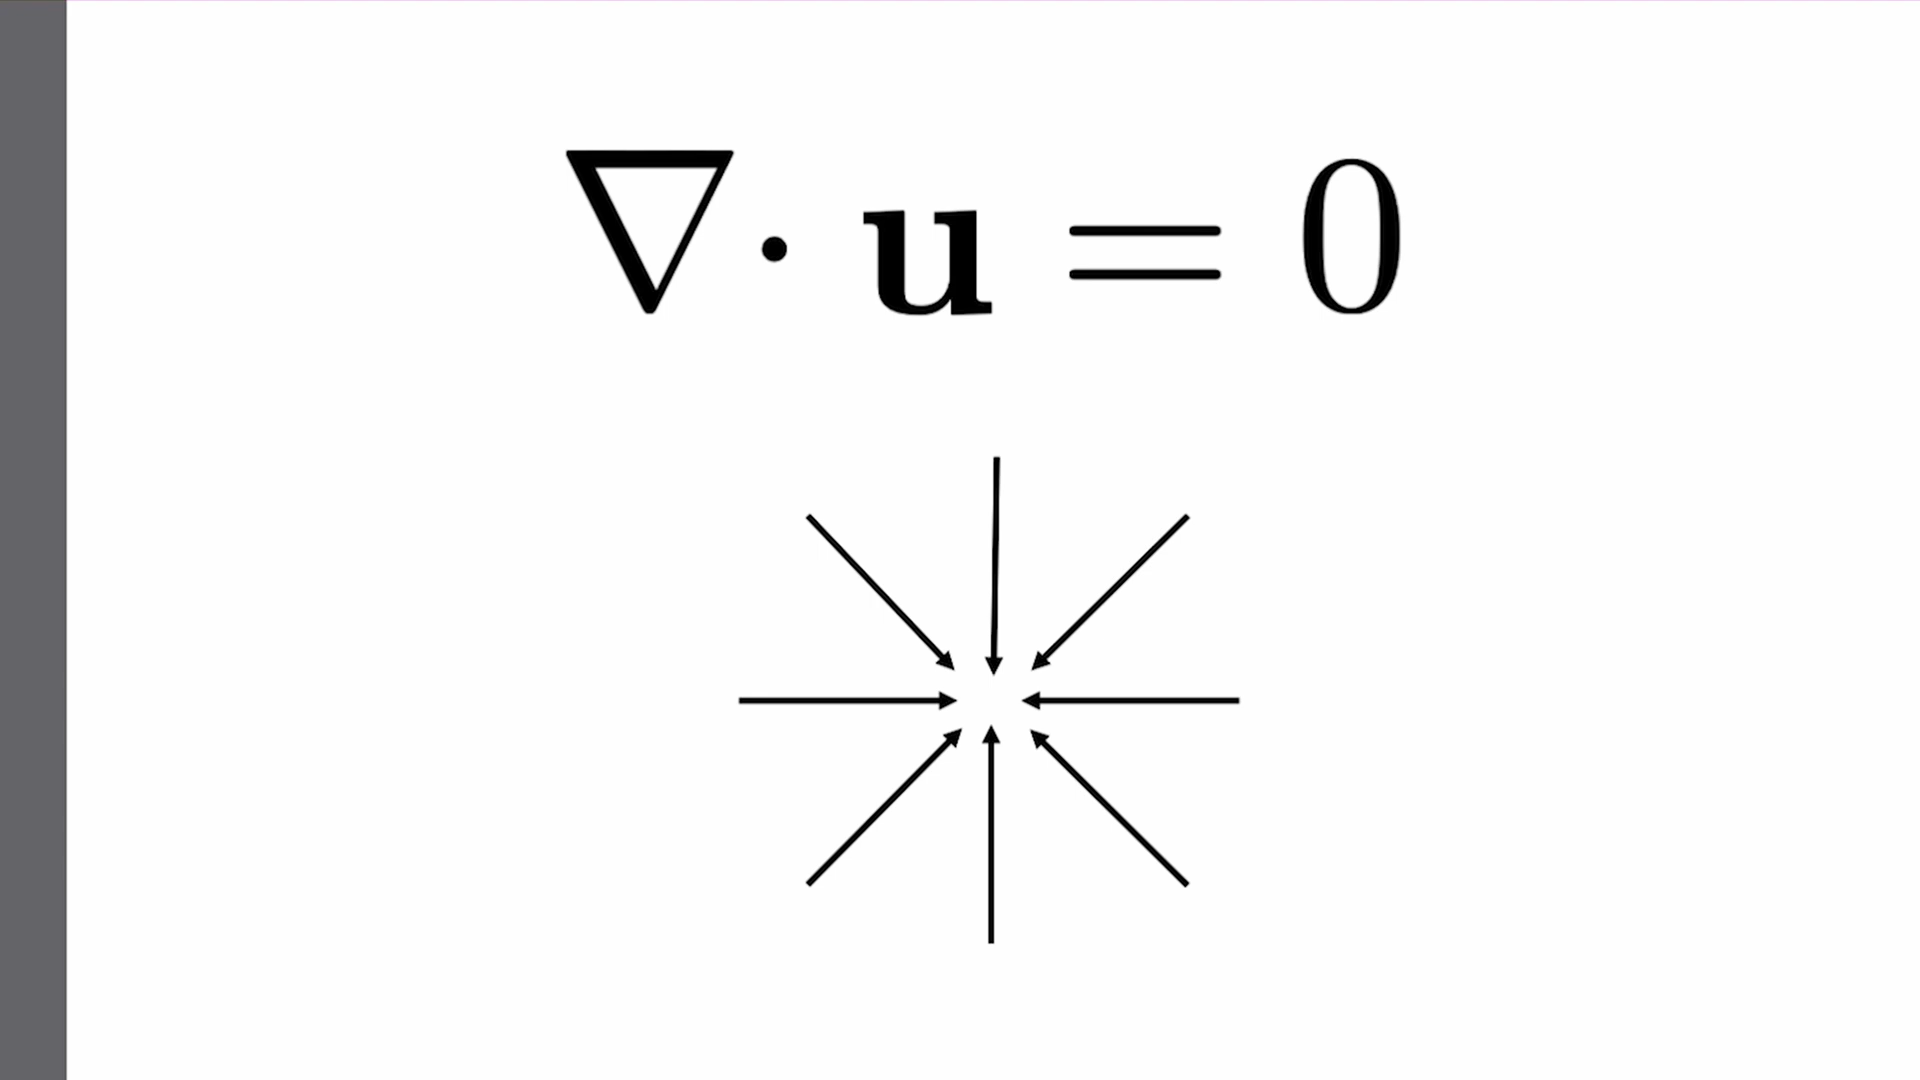 ∇· 𝐮 = 0